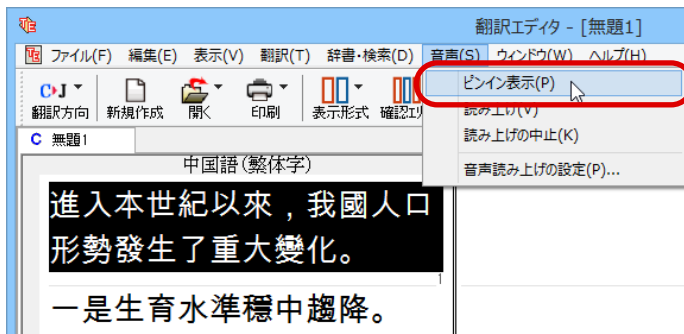 翻訳エディタ - [無題1]
ファイル(F) 編集(E) 表示(V) 翻訳(T) 辞書・検索(D) 音声(S) ウィンドウ(W) ヘルプ(H)
ピンイン表示(P)
読み上げ(V)
読み上げの中止(K)
音声読み上げの設定(P)...
C▶J
翻訳方向 新規作成 開く 印刷 表示形式 確認エリ
C 無題1
中国語(繁体字)
進入本世紀以來，我國人口
形勢發生了重大變化。
1
一是生育水準穩中趨降。